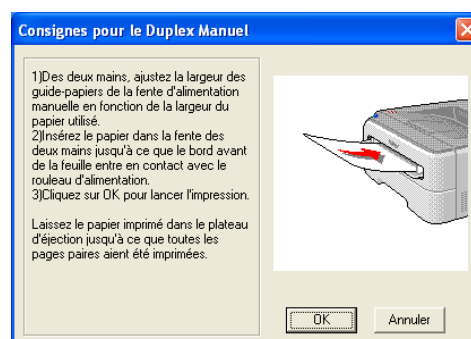 Consignes pour le Duplex Manuel
1)Des deux mains, ajustez la largeur des
guide-papiers de la fente d'alimentation
manuelle en fonction de la largeur du
papier utilisé.
2)Insérez le papier dans la fente des
deux mains jusqu'à ce que le bord avant
de la feuille entre en contact avec le
rouleau d'alimentation.
3)Cliquez sur OK pour lancer l'impression.
Laissez le papier imprimé dans le plateau
d'éjection jusqu'à ce que toutes les
pages paires aient été imprimées.
OK
Annuler